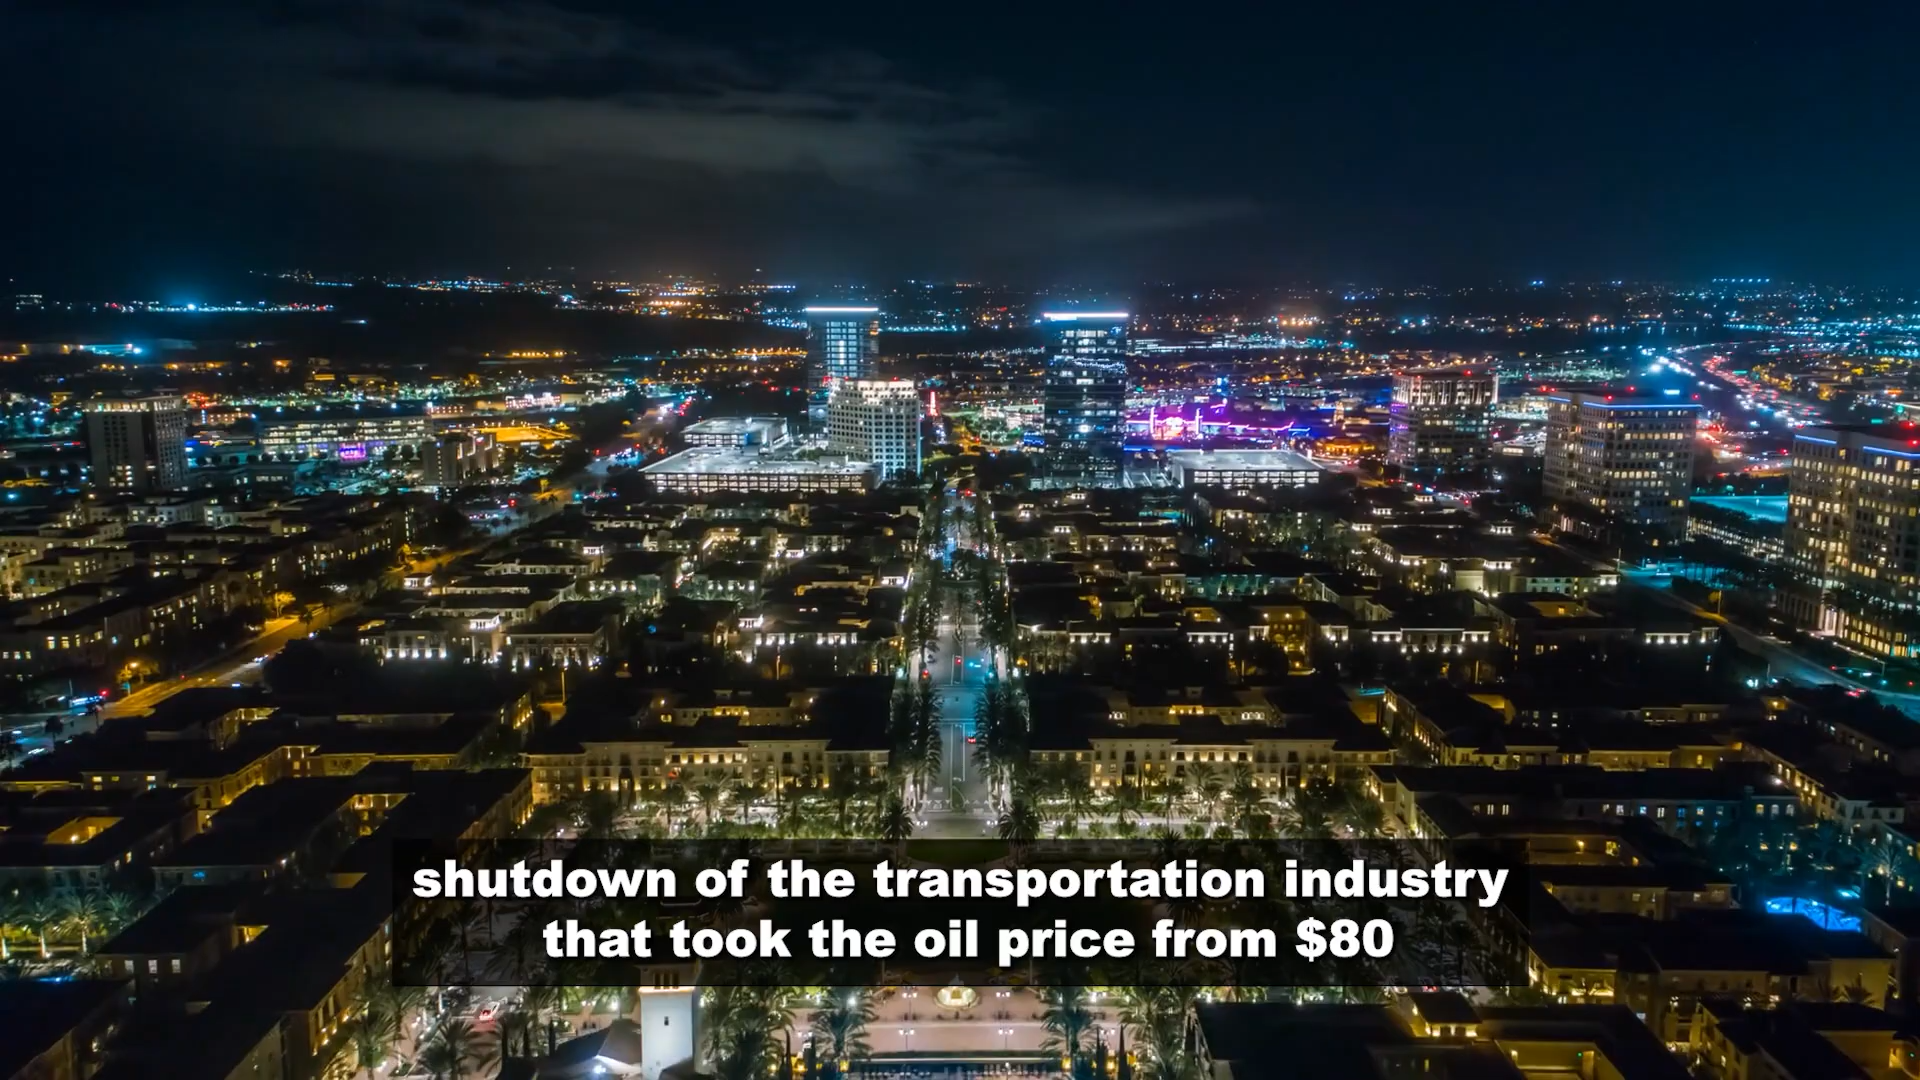 shutdown of the transportation industry
that took the oil price from $80